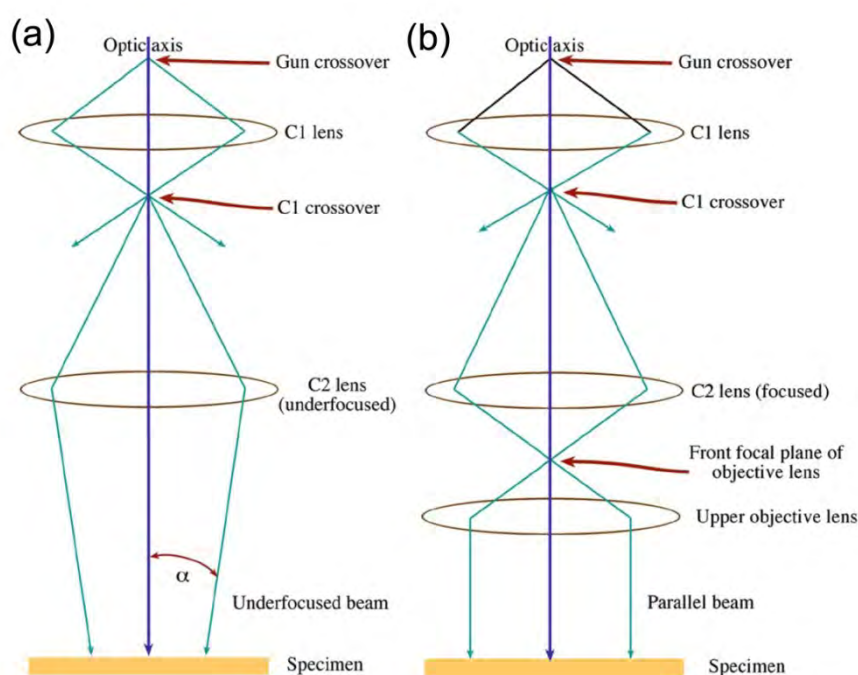 (a)
Optic axis
Gun crossover
C1 lens
C1 crossover
C2 lens
(underfocused)
α
Underfocused beam
Specimen
(b)
Optic axis
Gun crossover
C1 lens
C1 crossover
C2 lens (focused)
Front focal plane of
objective lens
Upper objective lens
Parallel beam
Specimen